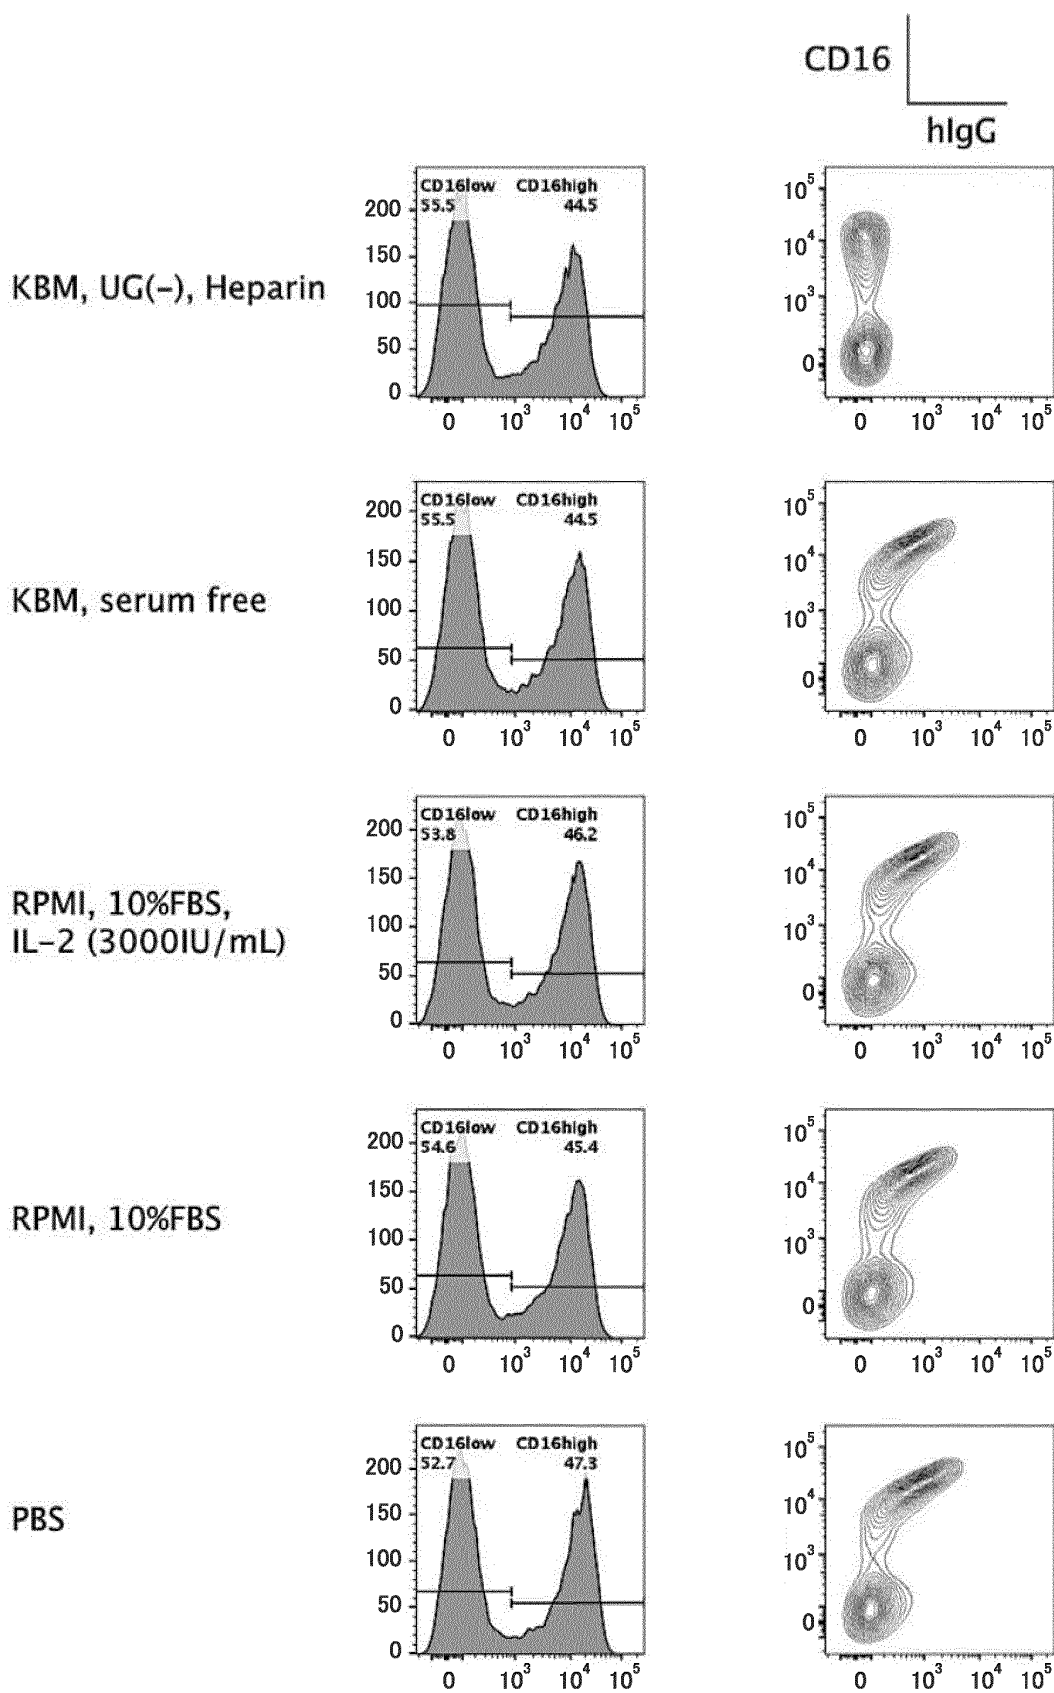 CD16
hIgG
KBM, UG(-), Heparin
CD16low CD16high
55.5 44.5
200
150
100
50
0
0 10³ 10⁴ 10⁵
10⁵
10⁴
10³
0
0 10³ 10⁴ 10⁵
KBM, serum free
CD16low CD16high
55.5 44.5
200
150
100
50
0
0 10³ 10⁴ 10⁵
10⁵
10⁴
10³
0
0 10³ 10⁴ 10⁵
RPMI, 10%FBS,
IL-2 (3000IU/mL)
CD16low CD16high
53.8 46.2
200
150
100
50
0
0 10³ 10⁴ 10⁵
10⁵
10⁴
10³
0
0 10³ 10⁴ 10⁵
RPMI, 10%FBS
CD16low CD16high
54.6 45.4
200
150
100
50
0
0 10³ 10⁴ 10⁵
10⁵
10⁴
10³
0
0 10³ 10⁴ 10⁵
PBS
CD16low CD16high
52.7 47.3
200
150
100
50
0
0 10³ 10⁴ 10⁵
10⁵
10⁴
10³
0
0 10³ 10⁴ 10⁵